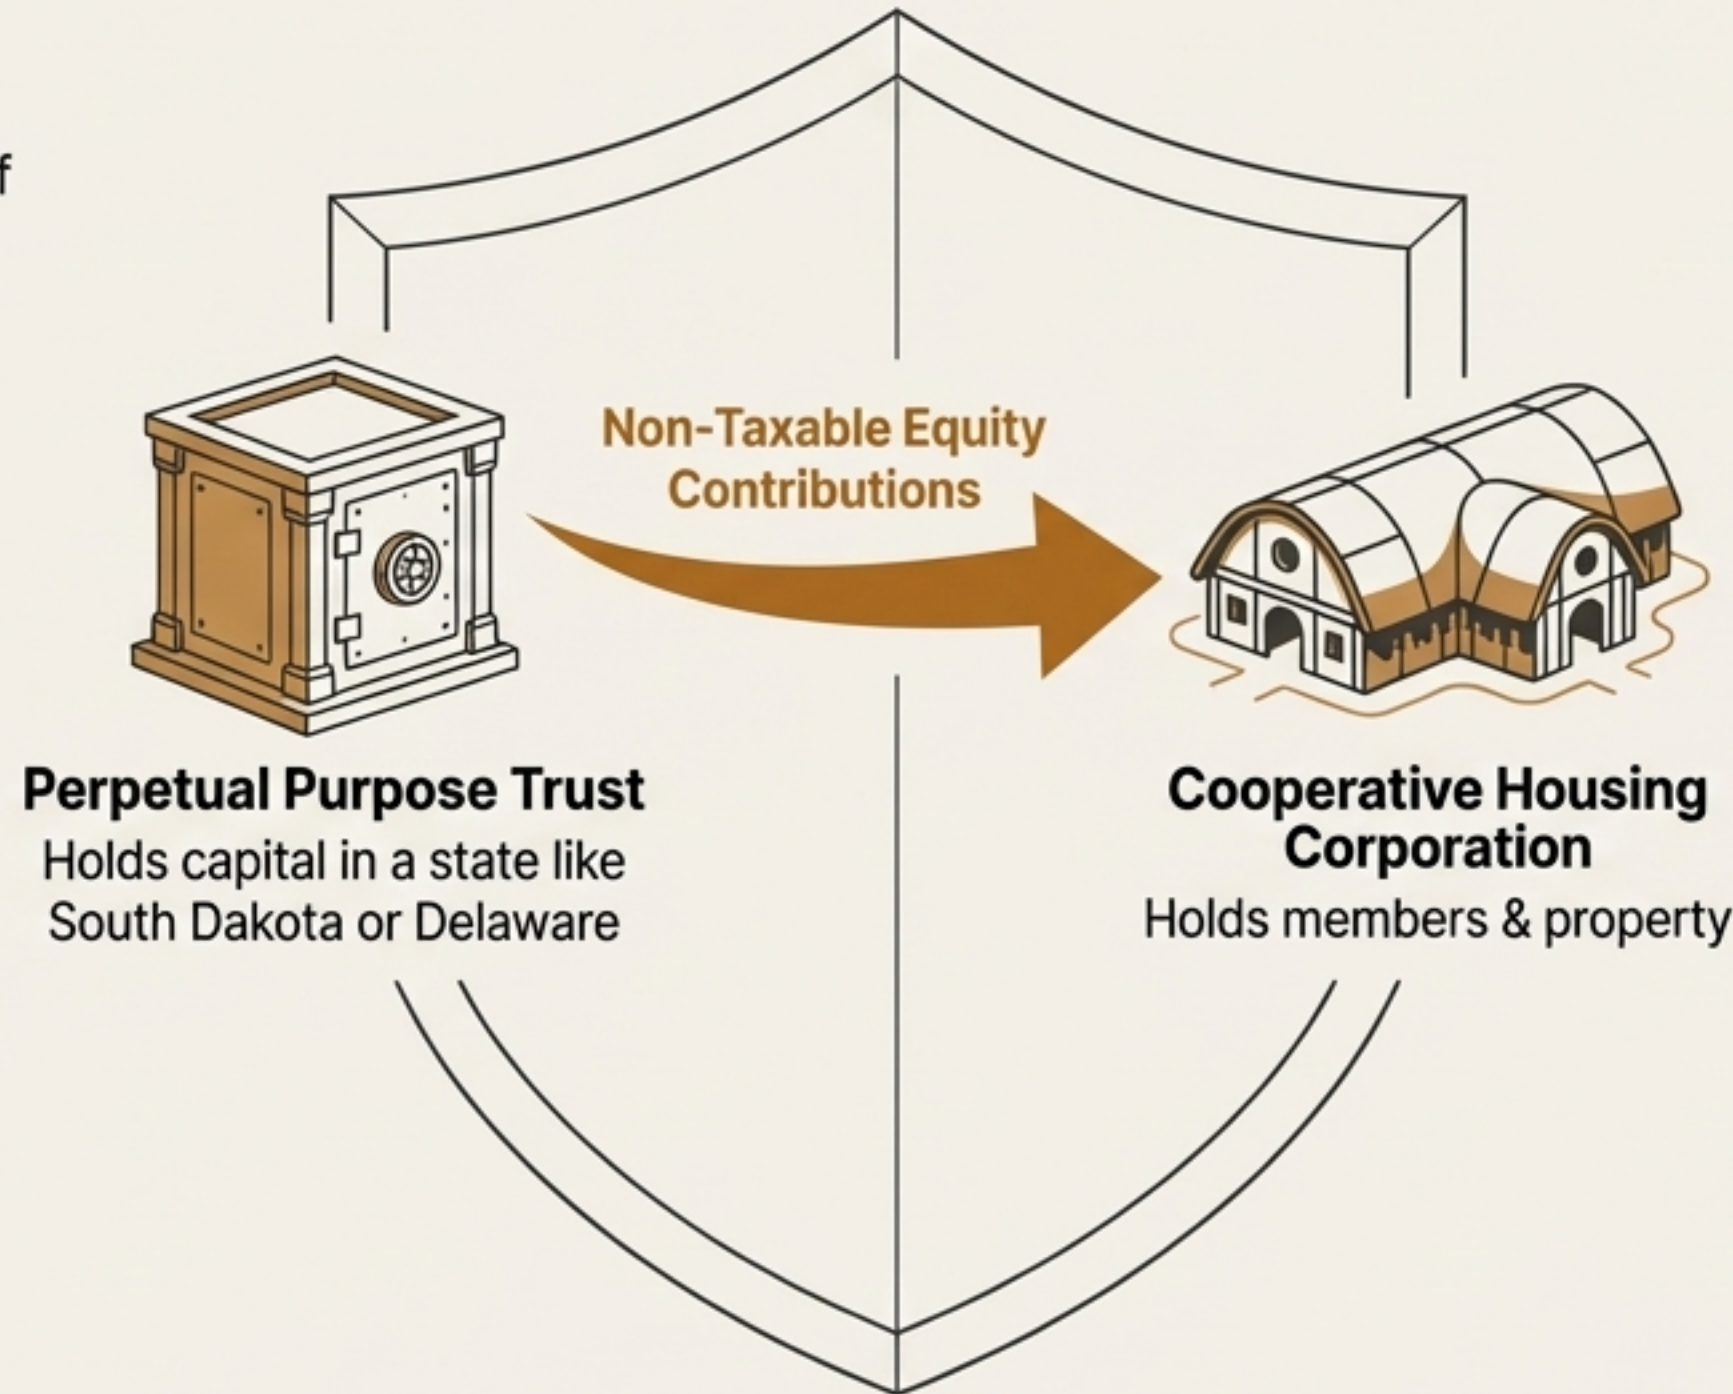 f
Non-Taxable Equity
Contributions
Perpetual Purpose Trust
Holds capital in a state like
South Dakota or Delaware
Cooperative Housing
Corporation
Holds members & property